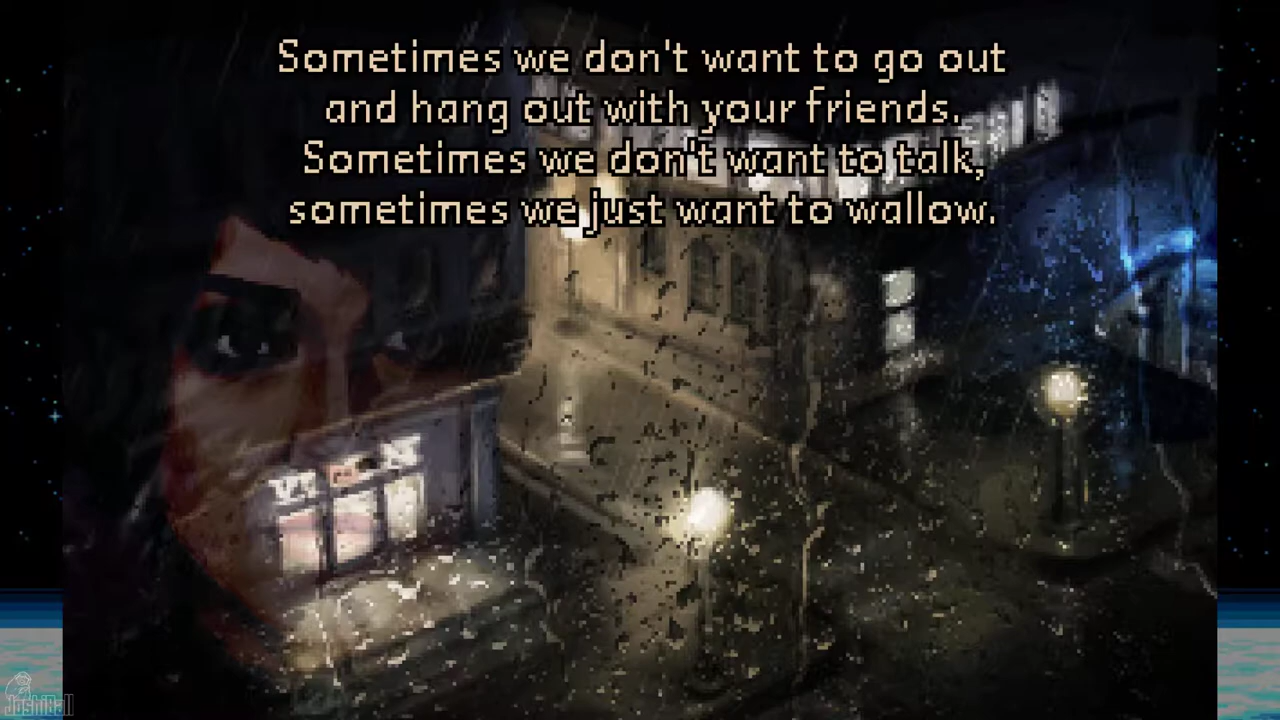 Sometimes we don't want to go out
and hang out with your friends.
Sometimes we don't want to talk,
sometimes we just want to wallow.
JoshiBall